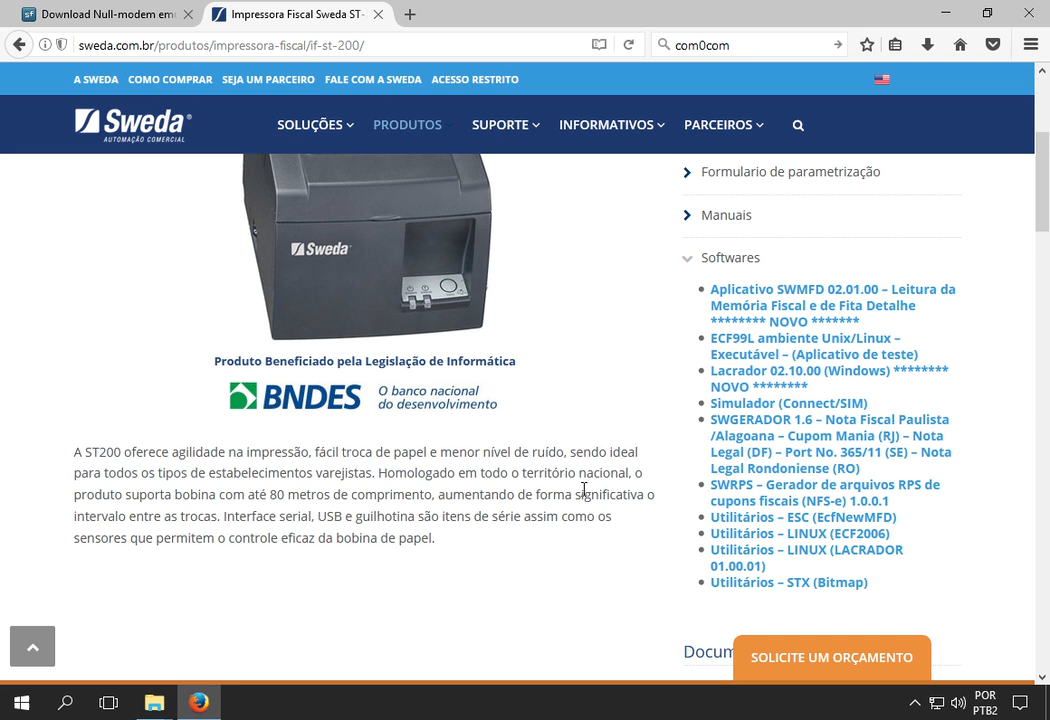 Download Null-modem em
Impressora Fiscal Sweda ST-
sweda.com.br/produtos/impressora-fiscal/if-st-200/
com0com
A SWEDA COMO COMPRAR SEJA UM PARCEIRO FALE COM A SWEDA ACESSO RESTRITO
Sweda®
AUTOMAÇÃO COMERCIAL
SOLUÇÕES PRODUTOS SUPORTE INFORMATIVOS PARCEIROS
Sweda
Produto Beneficiado pela Legislação de Informática
BNDES
O banco nacional
do desenvolvimento
A ST200 oferece agilidade na impressão, fácil troca de papel e menor nível de ruído, sendo ideal
para todos os tipos de estabelecimentos varejistas. Homologado em todo o território nacional, o
produto suporta bobina com até 80 metros de comprimento, aumentando de forma significativa o
intervalo entre as trocas. Interface serial, USB e guilhotina são itens de série assim como os
sensores que permitem o controle eficaz da bobina de papel.
Formulario de parametrização
Manuais
Softwares
Aplicativo SWMFD 02.01.00 – Leitura da
Memória Fiscal e de Fita Detalhe
******** NOVO *******
ECF99L ambiente Unix/Linux –
Executável – (Aplicativo de teste)
Lacrador 02.10.00 (Windows) ********
NOVO ********
Simulador (Connect/SIM)
SWGERADOR 1.6 – Nota Fiscal Paulista
/Alagoana – Cupom Mania (RJ) – Nota
Legal (DF) – Port No. 365/11 (SE) – Nota
Legal Rondoniense (RO)
SWRPS – Gerador de arquivos RPS de
cupons fiscais (NFS-e) 1.0.0.1
Utilitários – ESC (EcfNewMFD)
Utilitários – LINUX (ECF2006)
Utilitários – LINUX (LACRADOR
01.00.01)
Utilitários – STX (Bitmap)
Docum
SOLICITE UM ORÇAMENTO
POR
PTB2